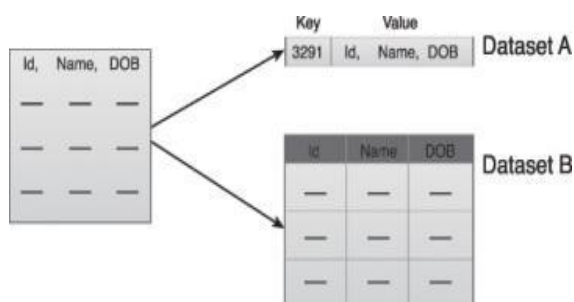 Id, Name, DOB
Key Value
3291 Id, Name, DOB
Dataset A
Id Name DOB
Dataset B